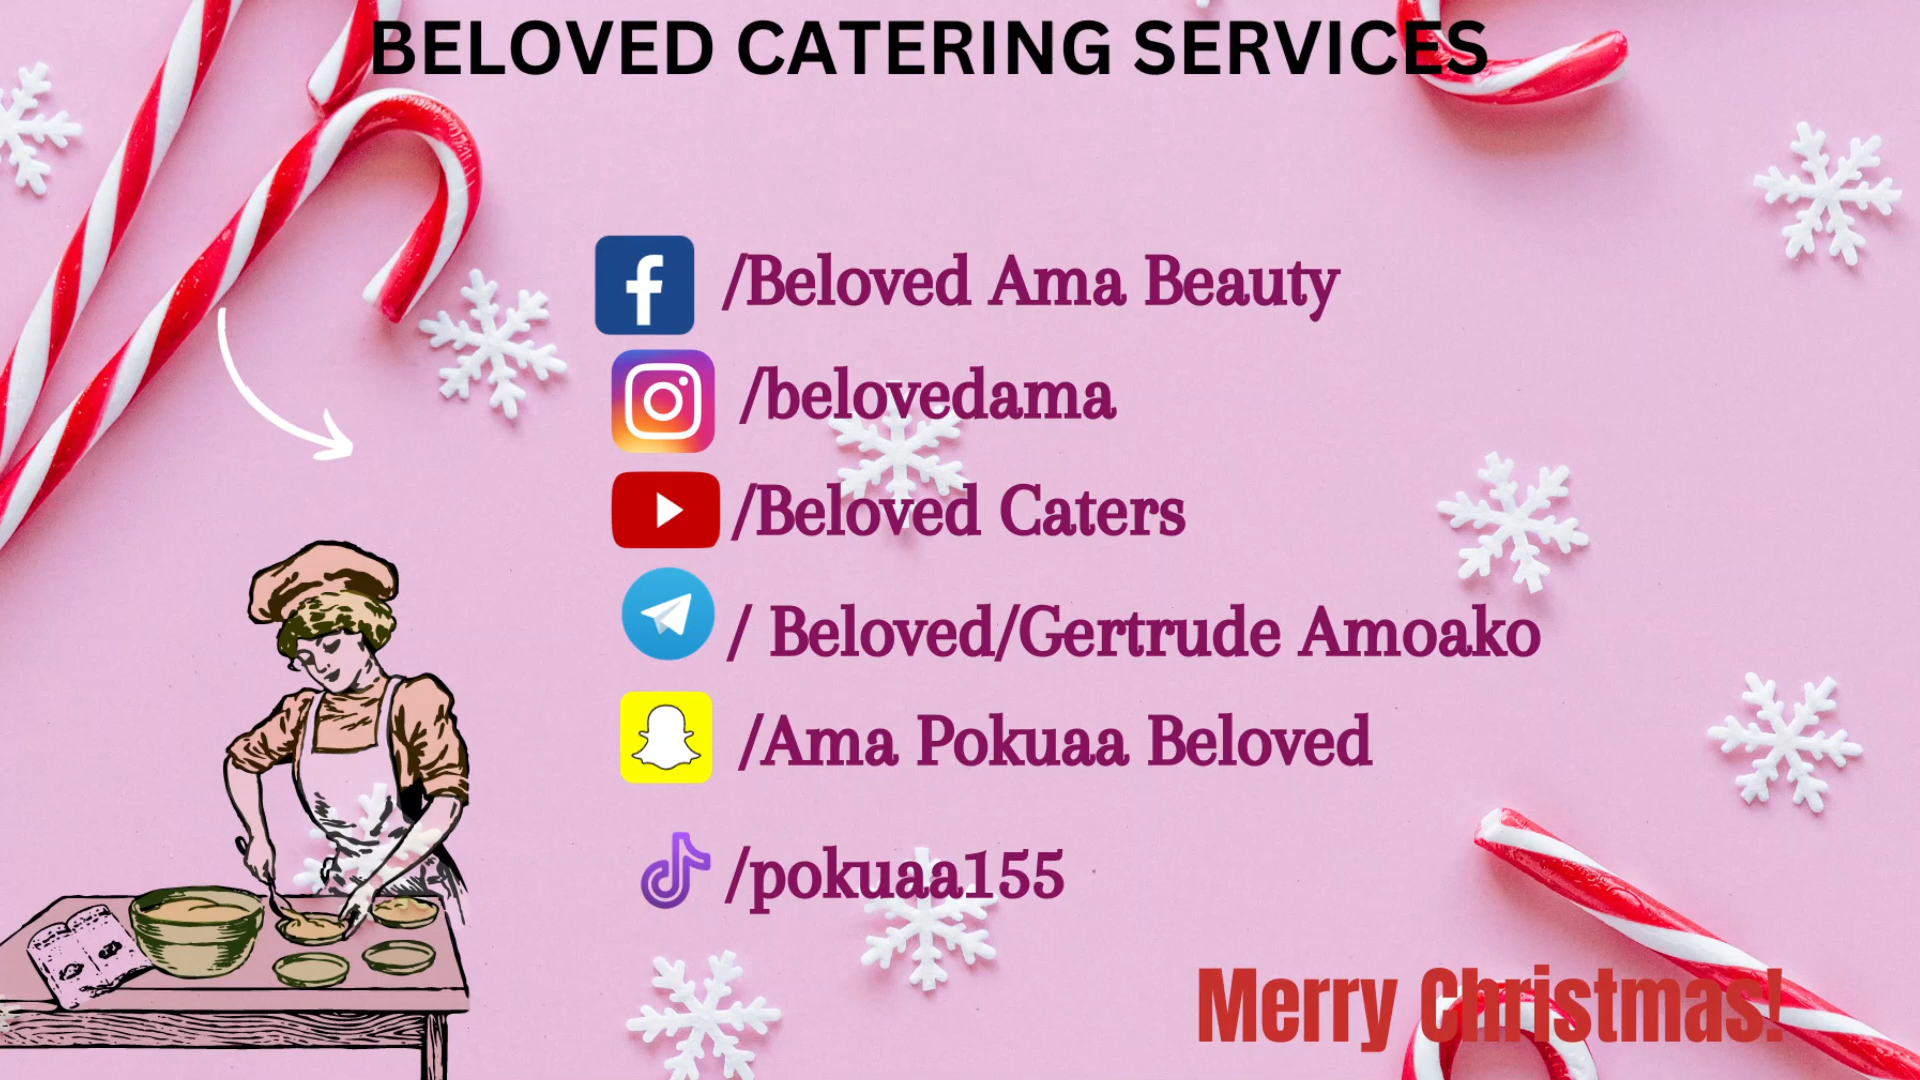 BELOVED CATERING SERVICES
/Beloved Ama Beauty
/belovedama
/Beloved Caters
/ Beloved/Gertrude Amoako
/Ama Pokuaa Beloved
/pokuaa155
Merry Christmas!